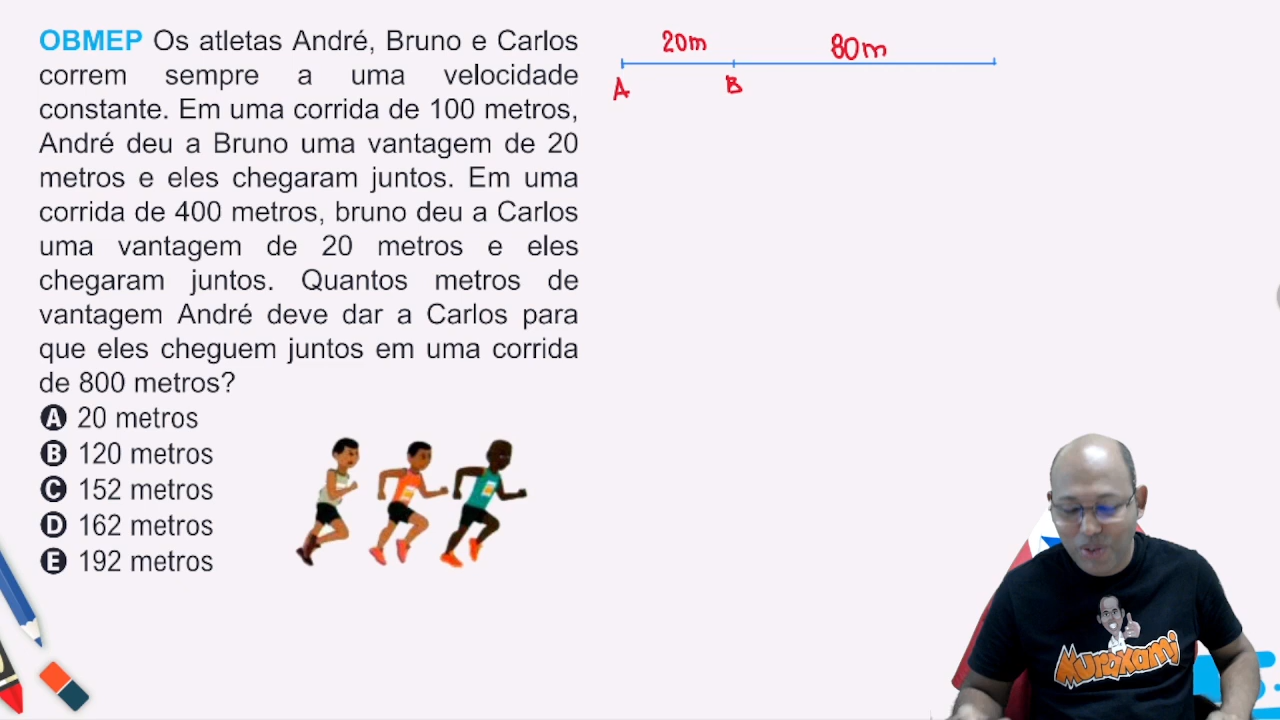 OBMEP Os atletas André, Bruno e Carlos
correm sempre a uma velocidade
constante. Em uma corrida de 100 metros,
André deu a Bruno uma vantagem de 20
metros e eles chegaram juntos. Em uma
corrida de 400 metros, bruno deu a Carlos
uma vantagem de 20 metros e eles
chegaram juntos. Quantos metros de
vantagem André deve dar a Carlos para
que eles cheguem juntos em uma corrida
de 800 metros?
A 20 metros
B 120 metros
C 152 metros
D 162 metros
E 192 metros
20m 80m
A B
Kurakami